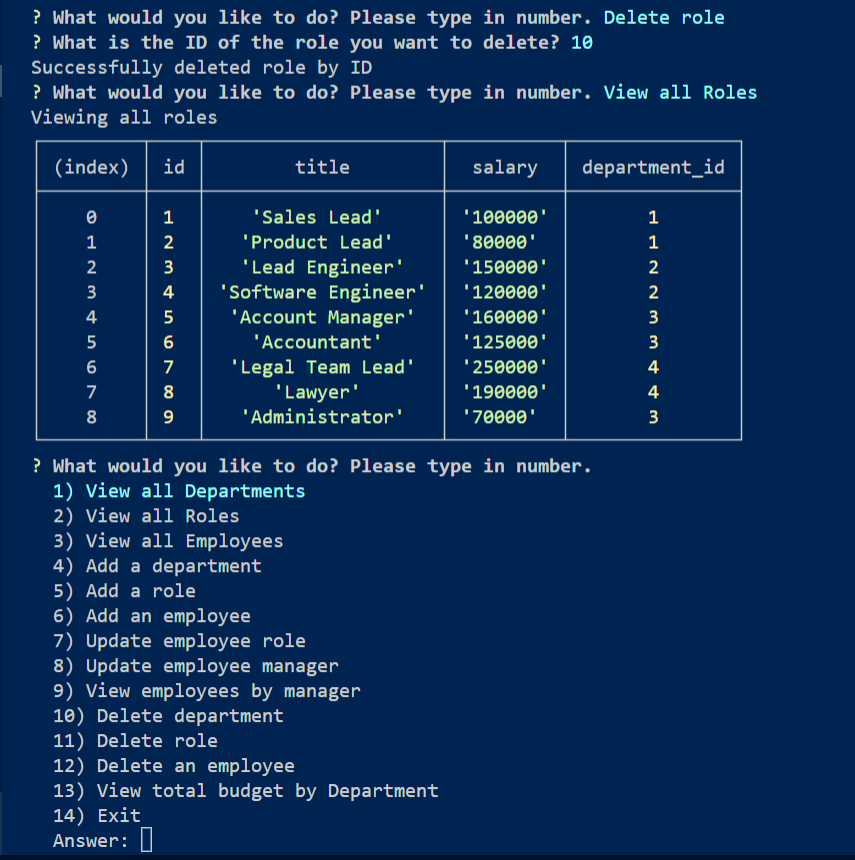 ? What would you like to do? Please type in number. Delete role
? What is the ID of the role you want to delete? 10
Successfully deleted role by ID
? What would you like to do? Please type in number. View all Roles
Viewing all roles
(index) id title salary department_id
0 1 'Sales Lead' '100000' 1
1 2 'Product Lead' '80000' 1
2 3 'Lead Engineer' '150000' 2
3 4 'Software Engineer' '120000' 2
4 5 'Account Manager' '160000' 3
5 6 'Accountant' '125000' 3
6 7 'Legal Team Lead' '250000' 4
7 8 'Lawyer' '190000' 4
8 9 'Administrator' '70000' 3
? What would you like to do? Please type in number.
1) View all Departments
2) View all Roles
3) View all Employees
4) Add a department
5) Add a role
6) Add an employee
7) Update employee role
8) Update employee manager
9) View employees by manager
10) Delete department
11) Delete role
12) Delete an employee
13) View total budget by Department
14) Exit
Answer: